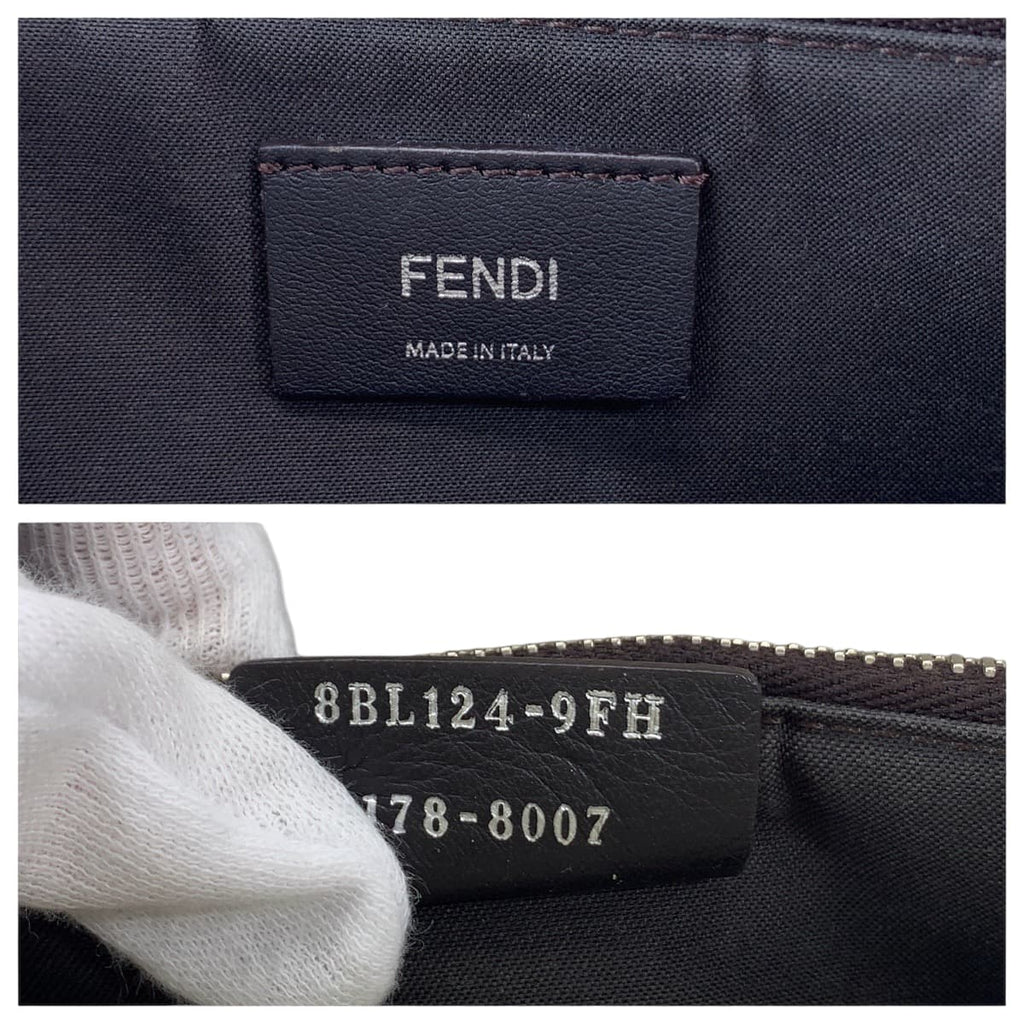 FENDI
MADE IN ITALY
8BL124-9FH
178-8007